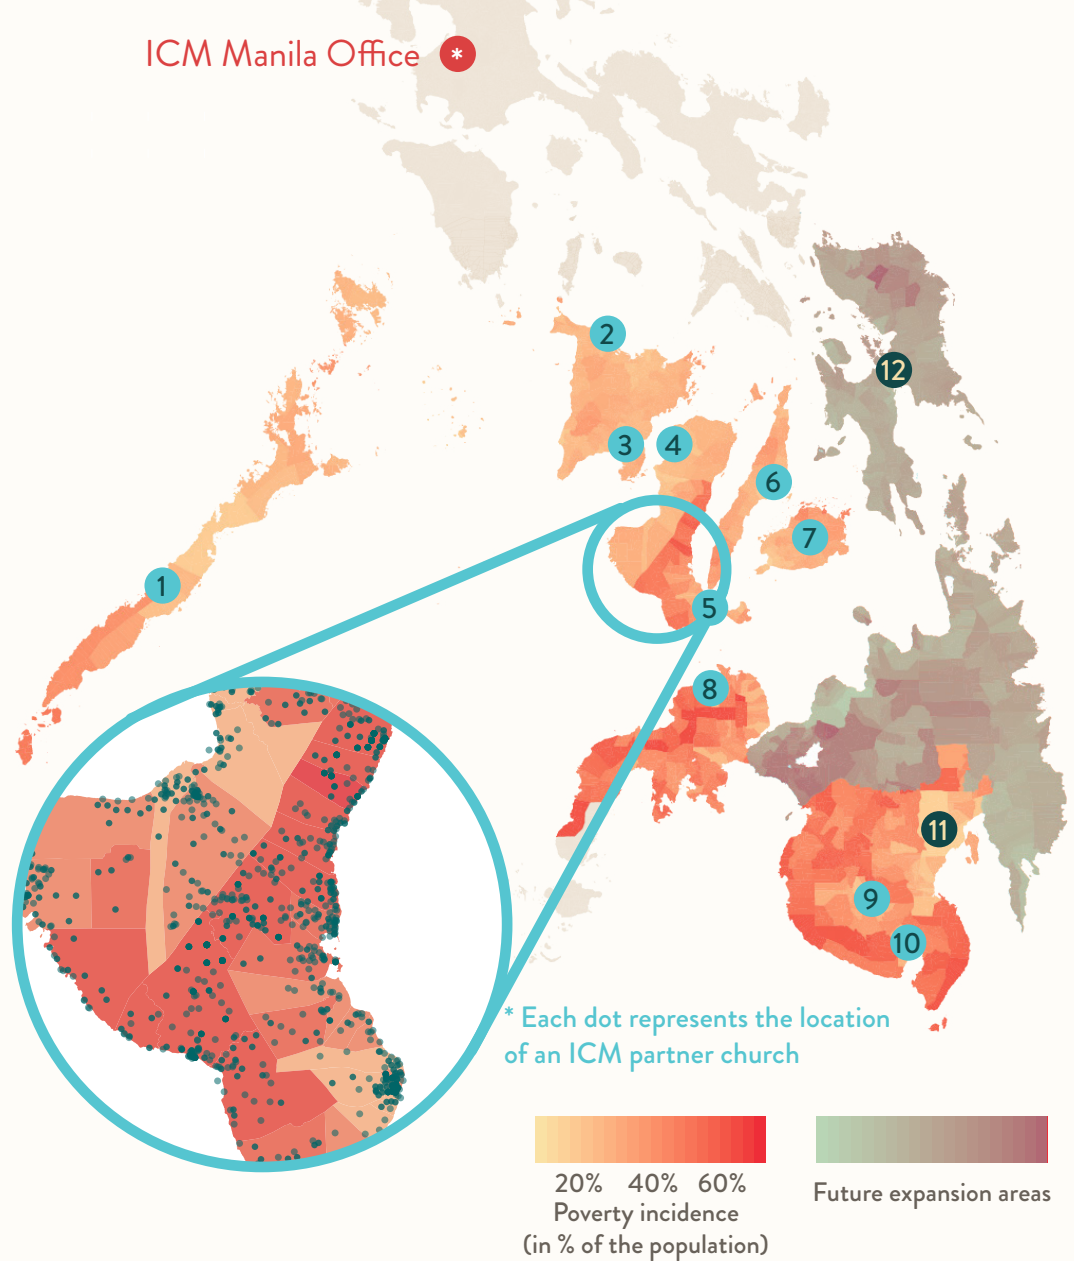 ICM Manila Office *
2
12
3
4
6
7
1
5
8
11
9
10
* Each dot represents the location
of an ICM partner church
20% 40% 60%
Poverty incidence
(in % of the population)
Future expansion areas